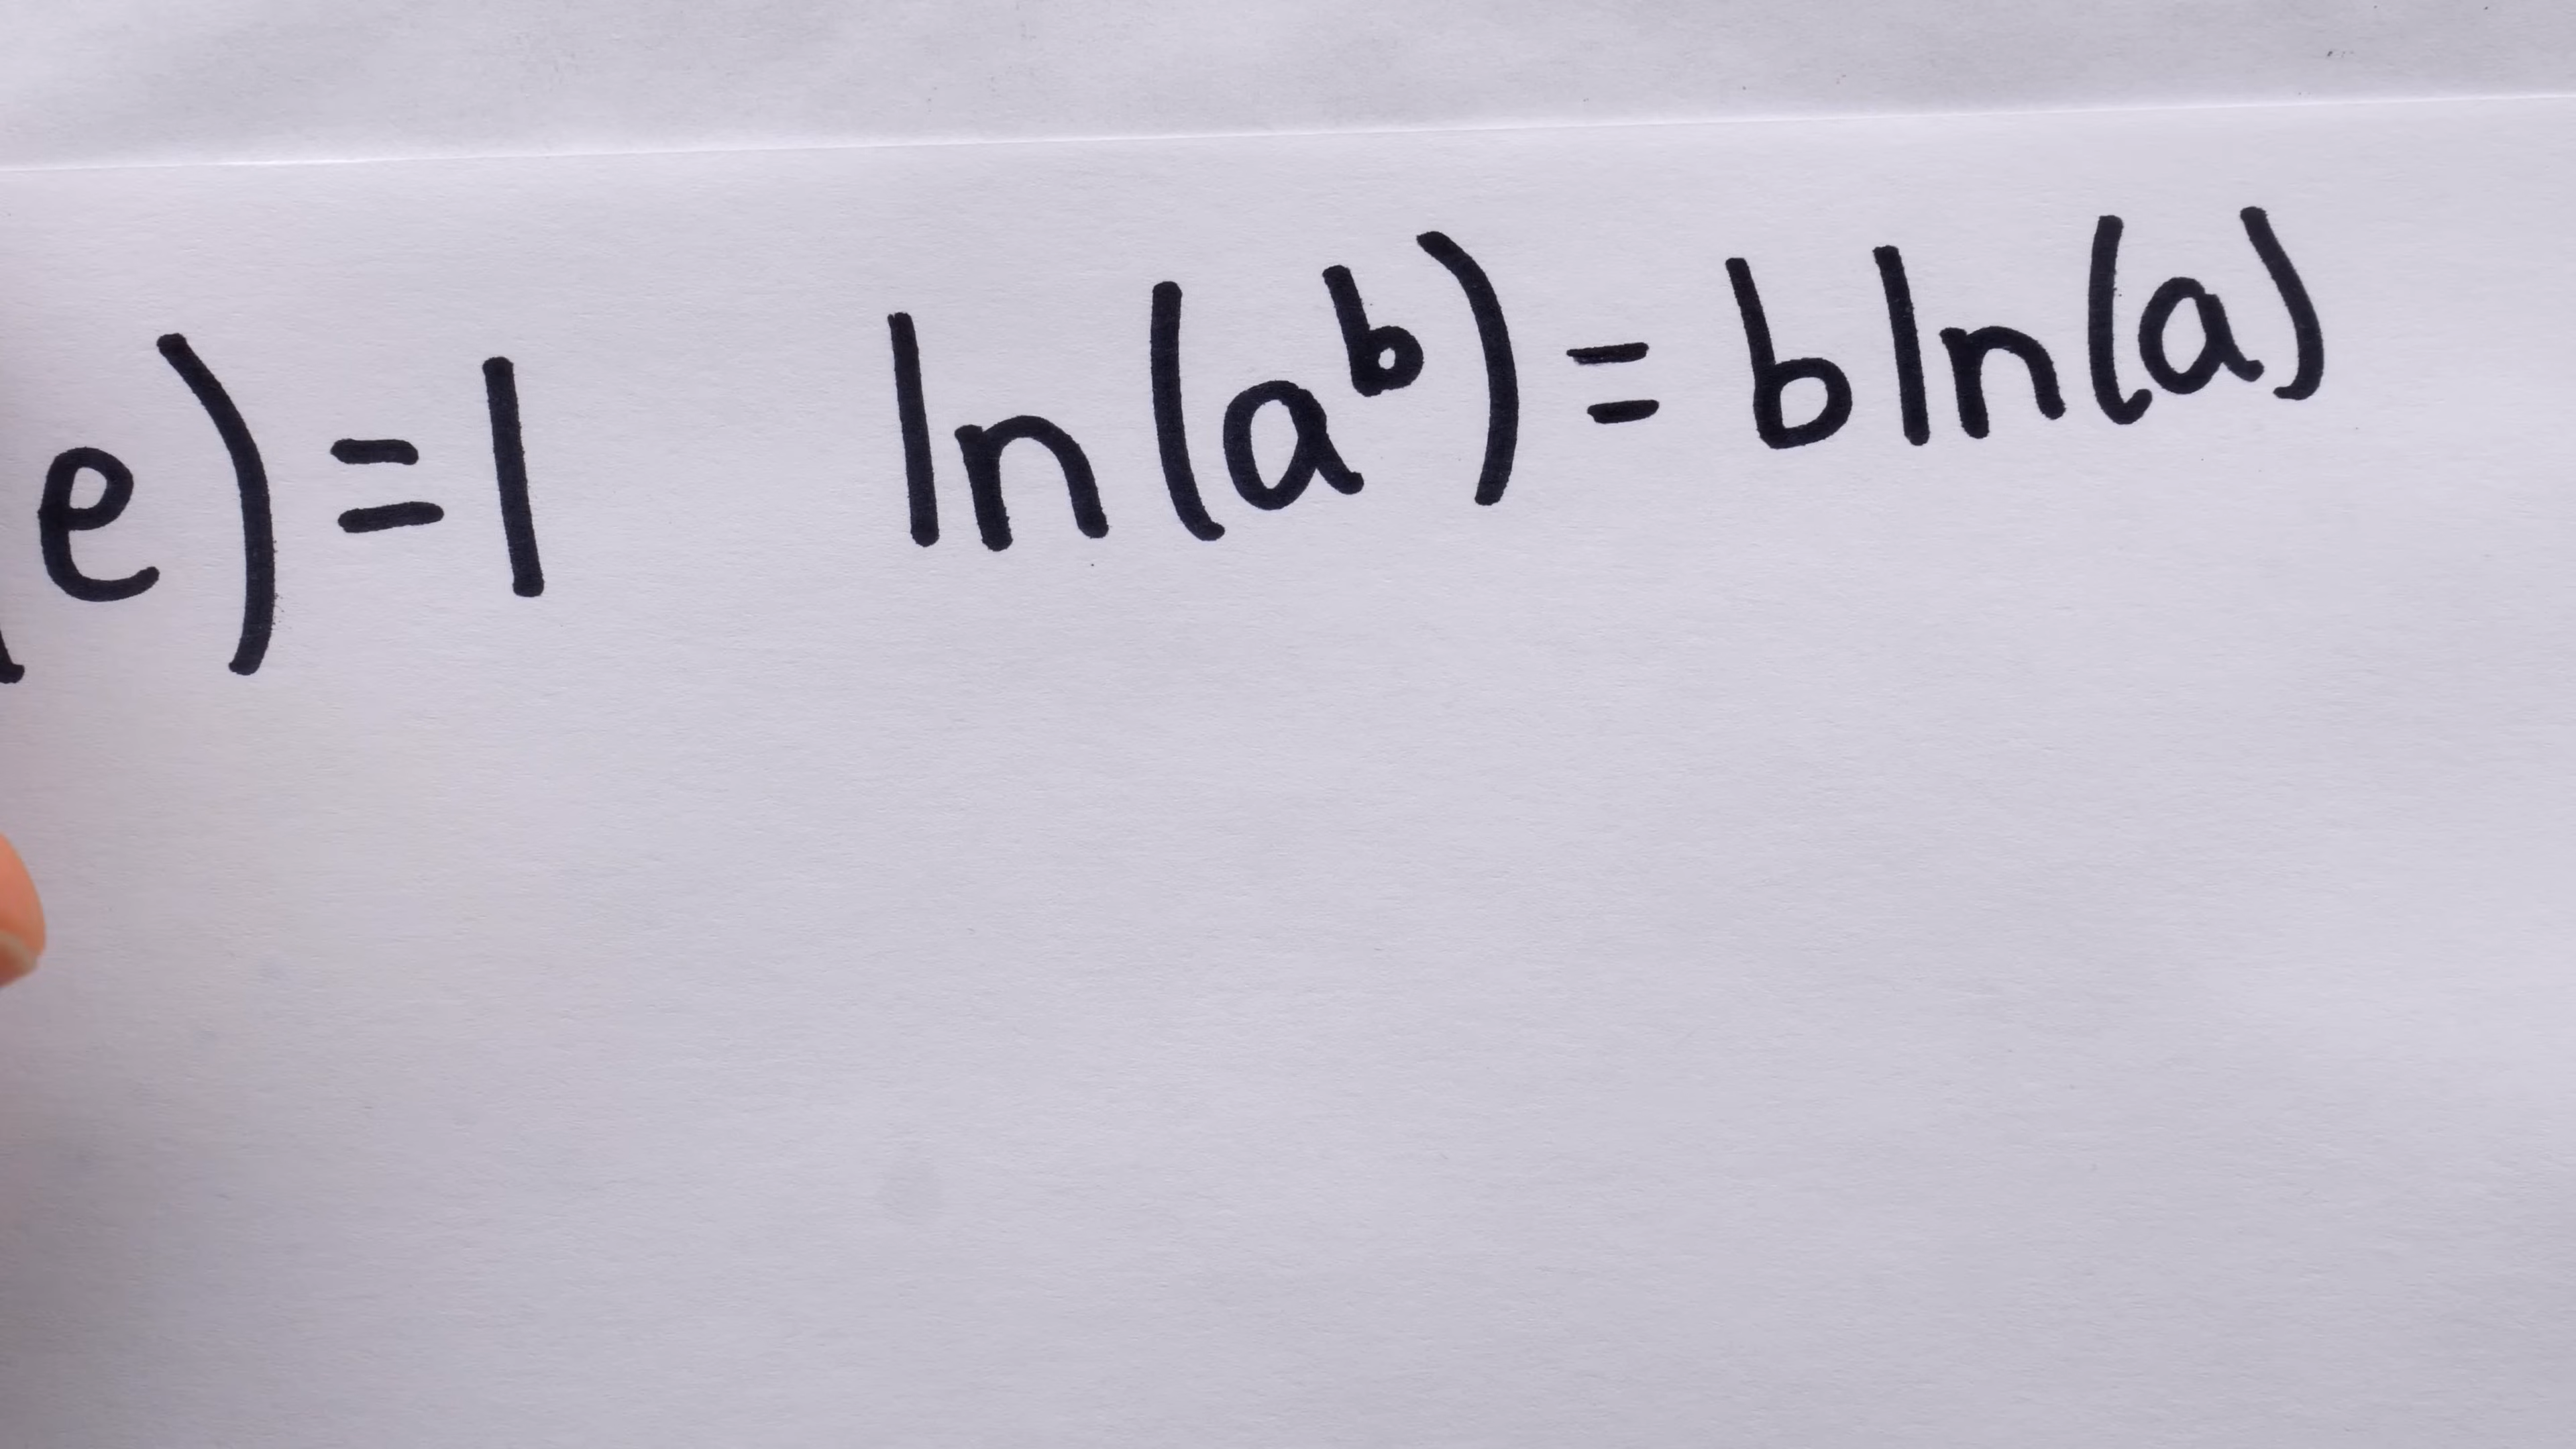 (e) = 1 ln(a^b) = b ln(a)